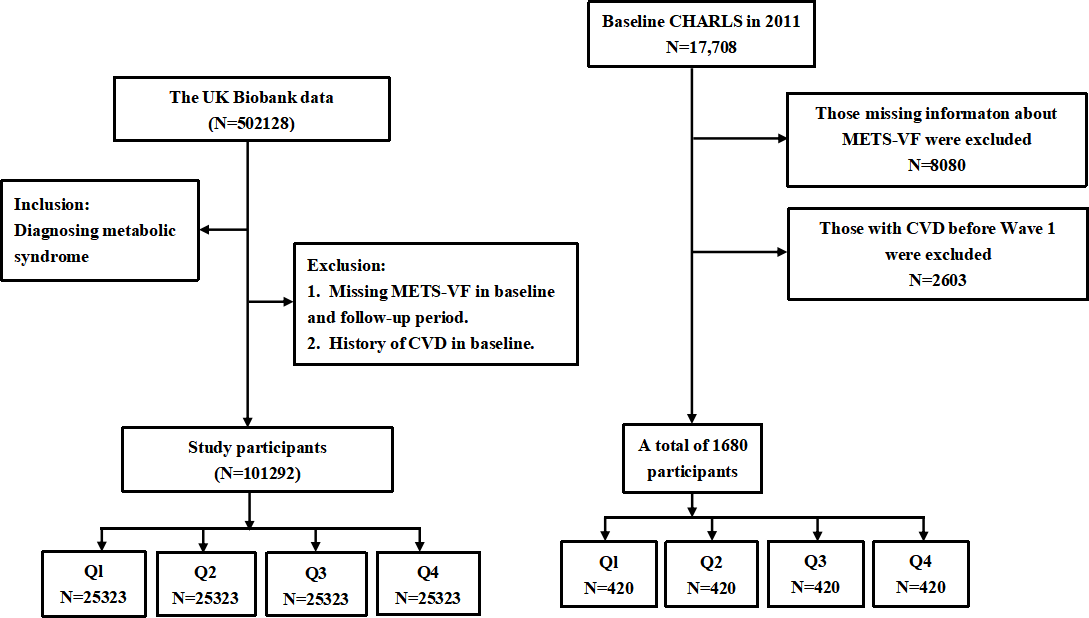 The UK Biobank data
(N=502128)
Inclusion:
Diagnosing metabolic
syndrome
Exclusion:
1. Missing METS-VF in baseline
and follow-up period.
2. History of CVD in baseline.
Study participants
(N=101292)
Ql
N=25323
Q2
N=25323
Q3
N=25323
Q4
N=25323
Baseline CHARLS in 2011
N=17,708
Those missing informaton about
METS-VF were excluded
N=8080
Those with CVD before Wave 1
were excluded
N=2603
A total of 1680
participants
Ql
N=420
Q2
N=420
Q3
N=420
Q4
N=420